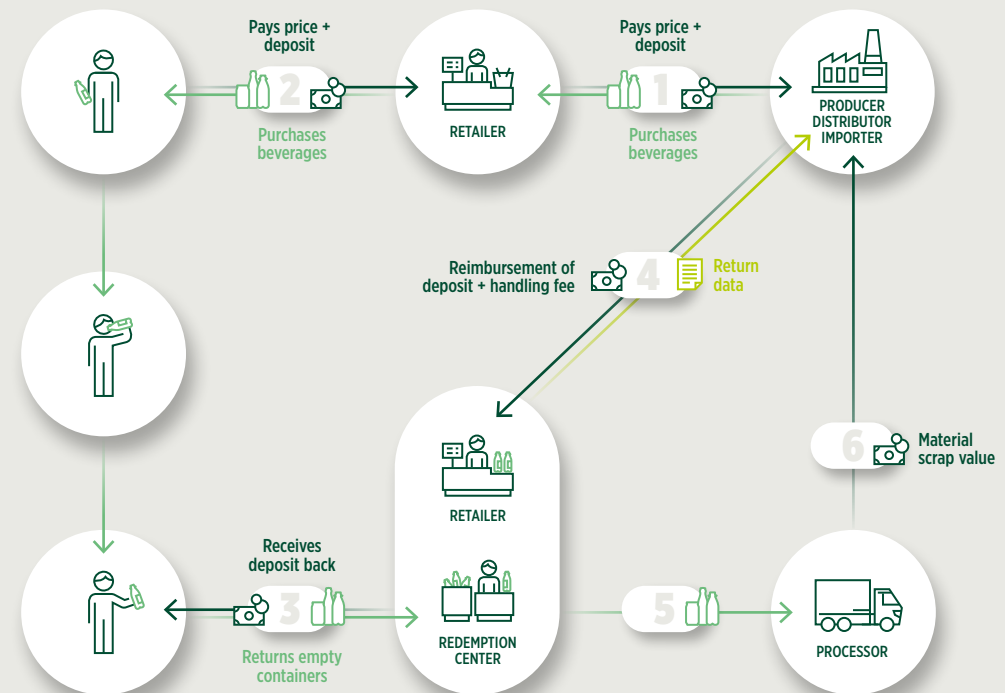 Pays price +
deposit
2
Purchases
beverages
RETAILER
Pays price +
deposit
1
Purchases
beverages
PRODUCER
DISTRIBUTOR
IMPORTER
Reimbursement of
deposit + handling fee
4
Return
data
6
Material
scrap value
RETAILER
Receives
deposit back
3
Returns empty
containers
REDEMPTION
CENTER
5
PROCESSOR